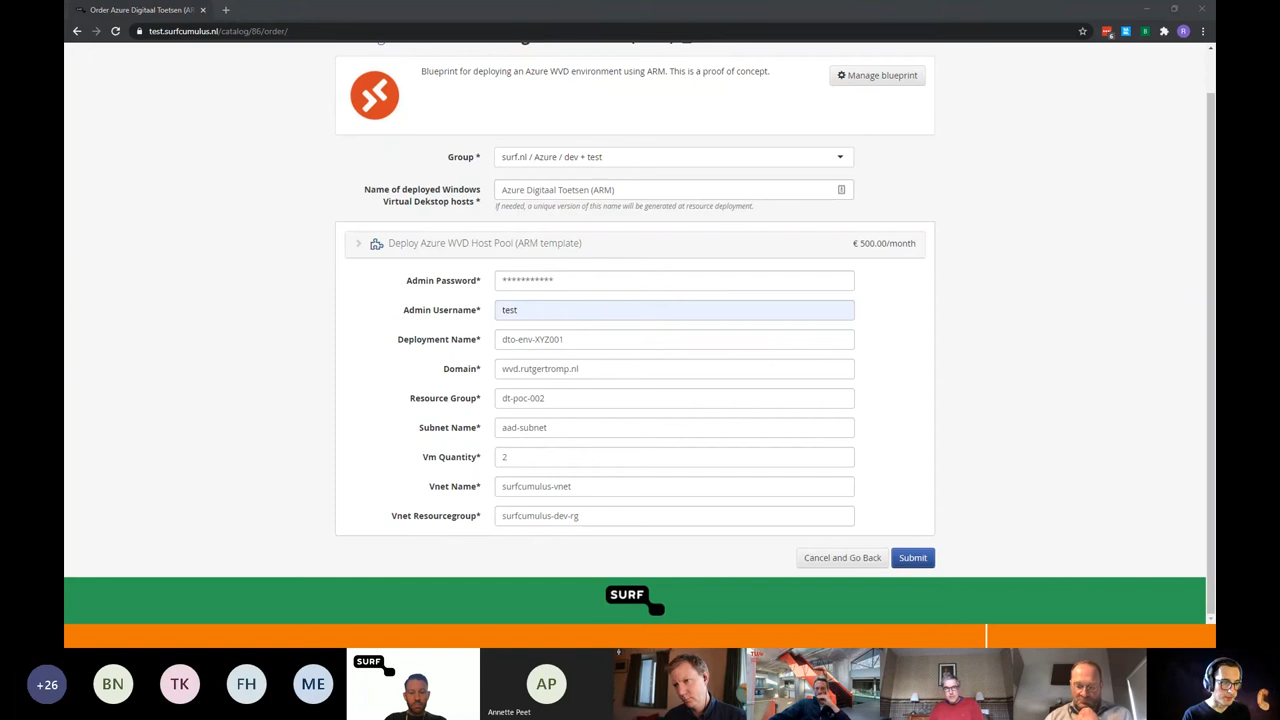 Order Azure Digitaal Toetsen (AR
test.surfcumulus.nl/catalog/86/order/
R
Blueprint for deploying an Azure WVD environment using ARM. This is a proof of concept.
Manage blueprint
Group *
surf.nl / Azure / dev + test
Name of deployed Windows
Virtual Dekstop hosts *
Azure Digitaal Toetsen (ARM)
If needed, a unique version of this name will be generated at resource deployment.
Deploy Azure WVD Host Pool (ARM template)
€ 500.00/month
Admin Password*
***********
Admin Username*
test
Deployment Name*
dto-env-XYZ001
Domain*
wvd.rutgertromp.nl
Resource Group*
dt-poc-002
Subnet Name*
aad-subnet
Vm Quantity*
2
Vnet Name*
surfcumulus-vnet
Vnet Resourcegroup*
surfcumulus-dev-rg
Cancel and Go Back
Submit
SURF
+26
BN
TK
FH
ME
SURF
AP
Annette Peet